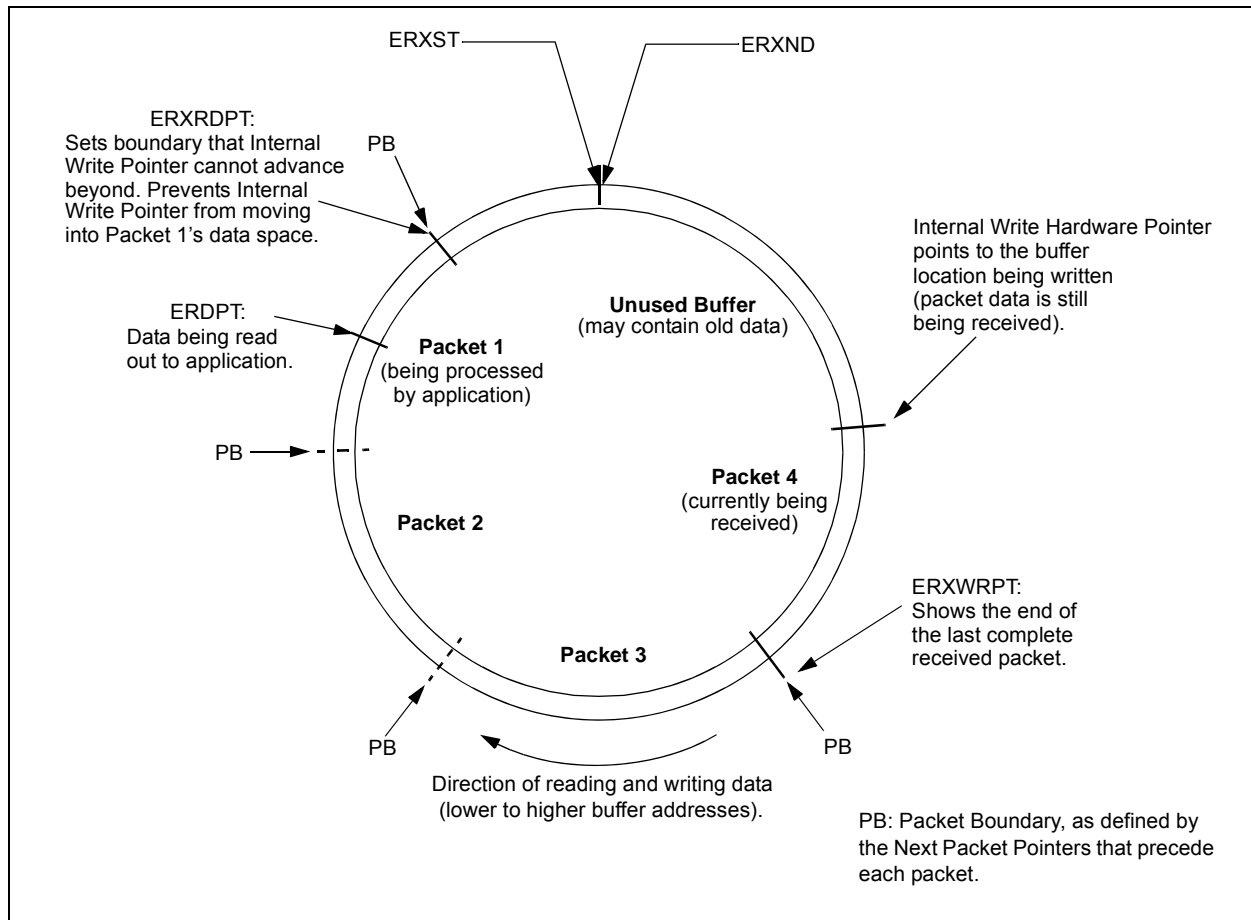 ERXST
ERXND
ERXRDPT:
Sets boundary that Internal
Write Pointer cannot advance
beyond. Prevents Internal
Write Pointer from moving
into Packet 1’s data space.
PB
Internal Write Hardware Pointer
points to the buffer
location being written
(packet data is still
being received).
Unused Buffer
(may contain old data)
ERDPT:
Data being read
out to application.
Packet 1
(being processed
by application)
PB
Packet 4
(currently being
received)
Packet 2
ERXWRPT:
Shows the end of
the last complete
received packet.
Packet 3
PB
PB
Direction of reading and writing data
(lower to higher buffer addresses).
PB: Packet Boundary, as defined by
the Next Packet Pointers that precede
each packet.